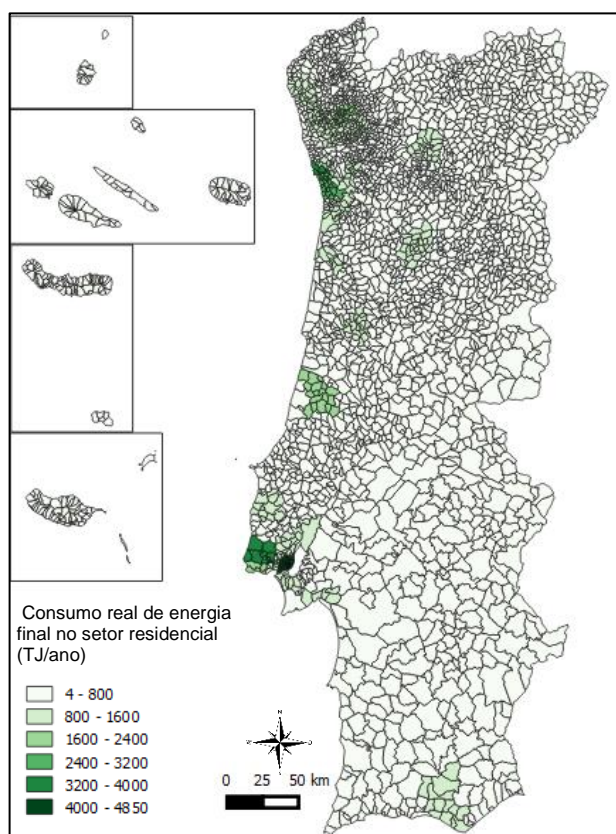 Consumo real de energia
final no setor residencial
(TJ/ano)
4 - 800
800 - 1600
1600 - 2400
2400 - 3200
3200 - 4000
4000 - 4850
N
0 25 50 km